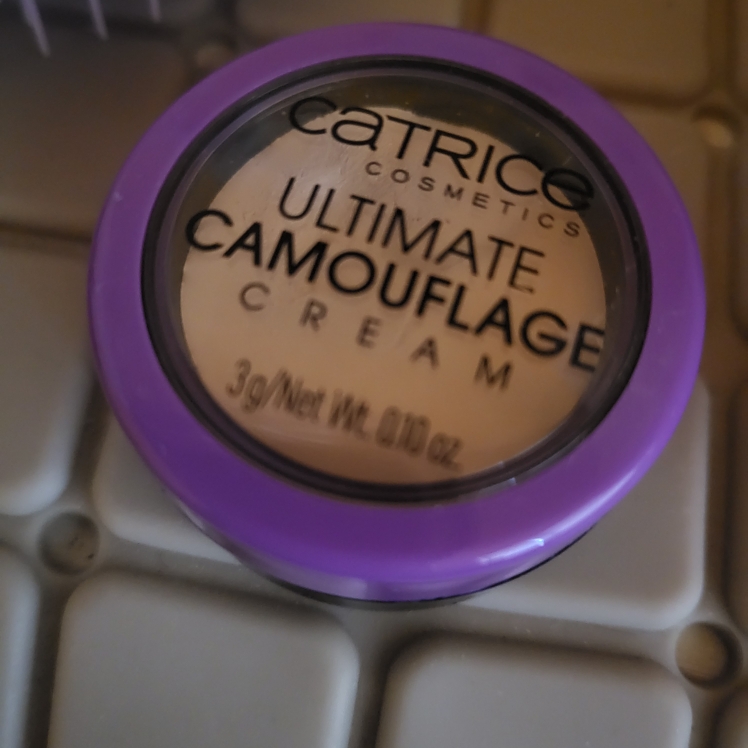 CATRICE
COSMETICS
ULTIMATE
CAMOUFLAGE
CREAM
3g/Net Wt. 0.10 oz.